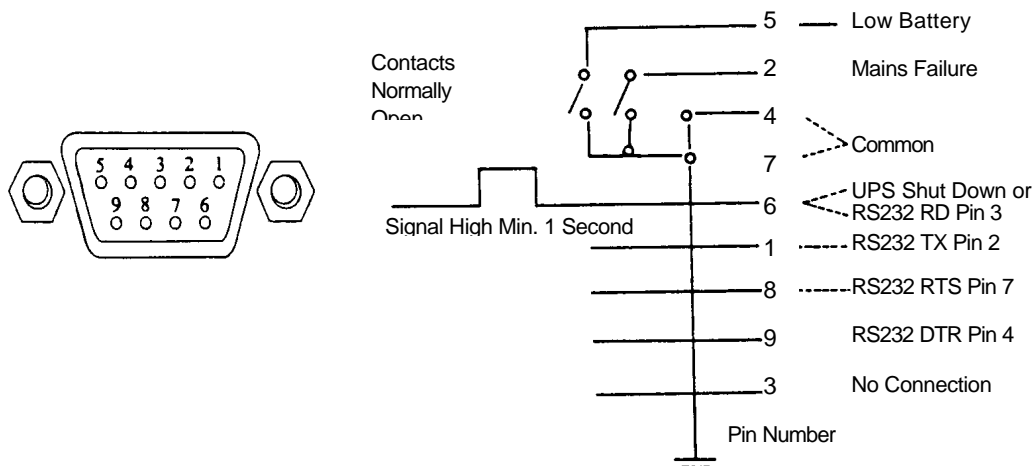 5 Low Battery
Contacts
Normally
Open
2 Mains Failure
4
7
Common
5 4 3 2 1
9 8 7 6
6
UPS Shut Down or
RS232 RD Pin 3
Signal High Min. 1 Second
1 RS232 TX Pin 2
8 RS232 RTS Pin 7
9 RS232 DTR Pin 4
3 No Connection
Pin Number